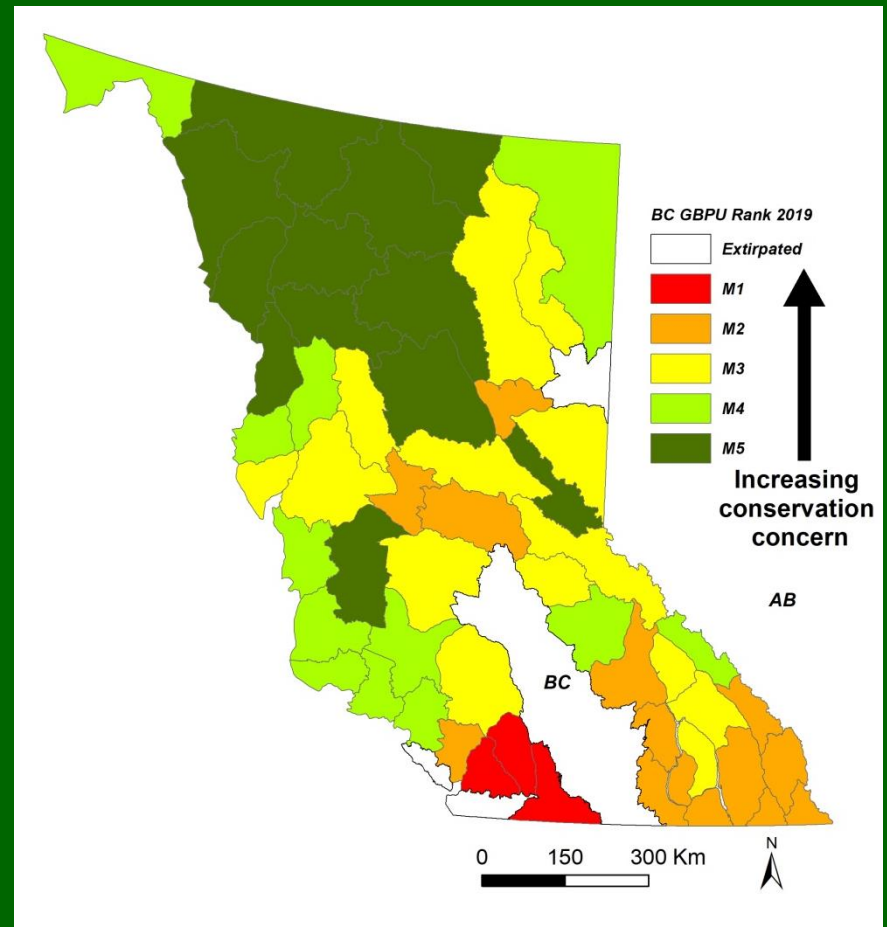 BC GBPU Rank 2019
Extirpated
M1
M2
M3
M4
M5
Increasing
conservation
concern
AB
BC
N
0 150 300 Km